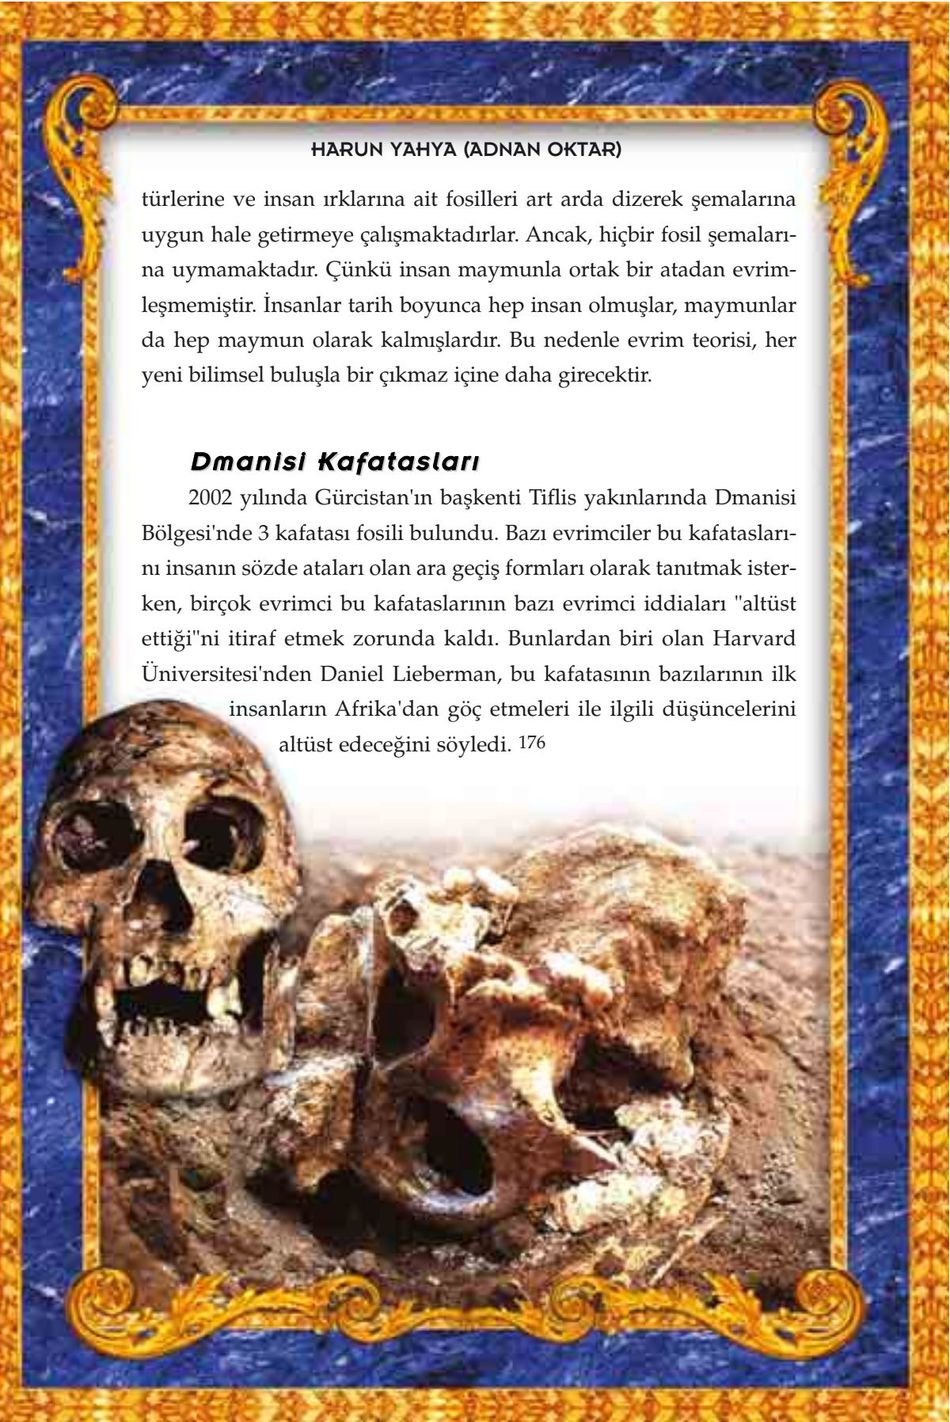 HARUN YAHYA (ADNAN OKTAR)
türlerine ve insan ırklarına ait fosilleri art arda dizerek şemalarına
uygun hale getirmeye çalışmaktadırlar. Ancak, hiçbir fosil şemaları-
na uymamaktadır. Çünkü insan maymunla ortak bir atadan evrim-
leşmemiştir. İnsanlar tarih boyunca hep insan olmuşlar, maymunlar
da hep maymun olarak kalmışlardır. Bu nedenle evrim teorisi, her
yeni bilimsel buluşla bir çıkmaz içine daha girecektir.
Dmanisi Kafatasları
2002 yılında Gürcistan'ın başkenti Tiflis yakınlarında Dmanisi
Bölgesi'nde 3 kafatası fosili bulundu. Bazı evrimciler bu kafatasları-
nı insanın sözde ataları olan ara geçiş formları olarak tanıtmak ister-
ken, birçok evrimci bu kafataslarının bazı evrimci iddiaları "altüst
ettiği"ni itiraf etmek zorunda kaldı. Bunlardan biri olan Harvard
Üniversitesi'nden Daniel Lieberman, bu kafatasının bazılarının ilk
insanların Afrika'dan göç etmeleri ile ilgili düşüncelerini
altüst edeceğini söyledi. 176